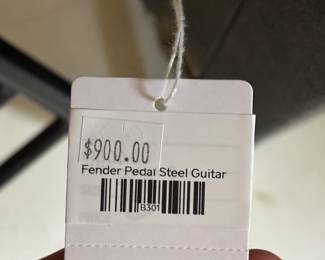 $900.00
Fender Pedal Steel Guitar
B301